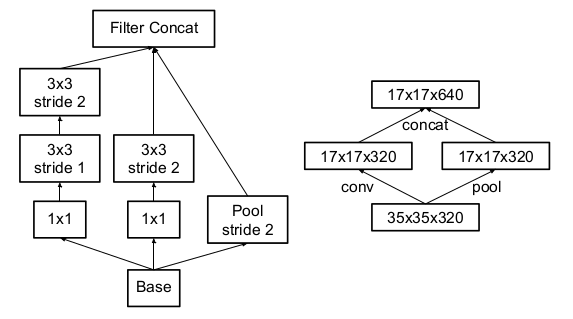 Filter Concat
3x3
stride 2
3x3
stride 1
3x3
stride 2
1x1
1x1
Pool
stride 2
Base
17x17x640
concat
17x17x320
17x17x320
conv
pool
35x35x320